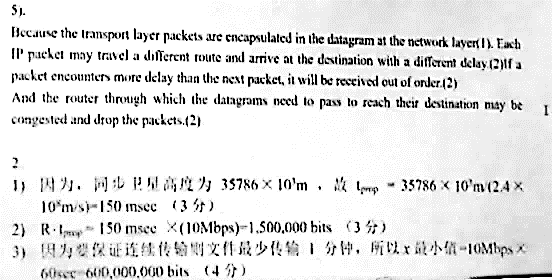 5).
Because the transport layer packets are encapsulated in the datagram at the network layer(1). Each
IP packet may travel a different route and arrive at the destination with a different delay.(2)If a
packet encounters more delay than the next packet, it will be received out of order.(2)
And the router through which the datagrams need to pass to reach their destination may be
congested and drop the packets.(2)
2
1) 因为，同步卫星高度为 35786×10³m ，故 t_prop = 35786×10³m/(2.4×
10⁸m/s)=150 msec （3 分）
2) R·t_prop = 150 msec ×(10Mbps)=1,500,000 bits （3 分）
3) 因为要保证连续传输则文件最少传输 1 分钟，所以 x 最小值=10Mbps×
60sec=600,000,000 bits （4 分）